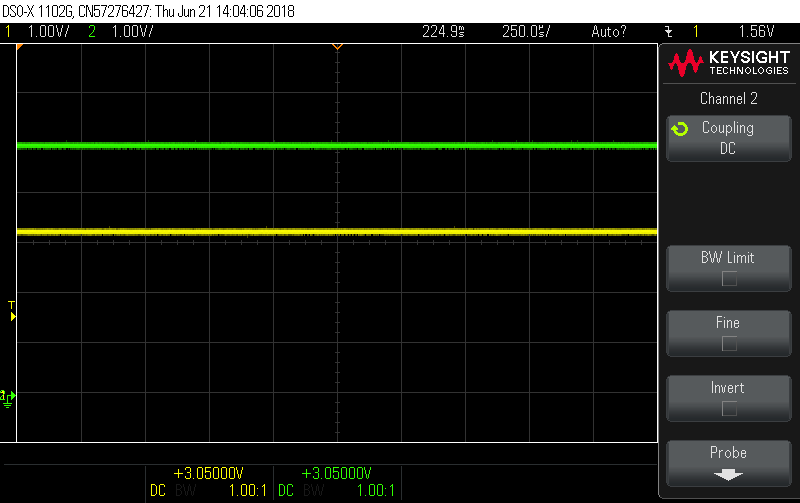 DSO-X 1102G, CN57276427: Thu Jun 21 14:04:06 2018
1 1.00V/ 2 1.00V/ 224.9㎳ 250.0㎲/ Auto? 1 1.56V
KEYSIGHT
TECHNOLOGIES
Channel 2
Coupling
DC
BW Limit
Fine
Invert
Probe
T
+3.05000V +3.05000V
DC BW 1.00:1 DC BW 1.00:1